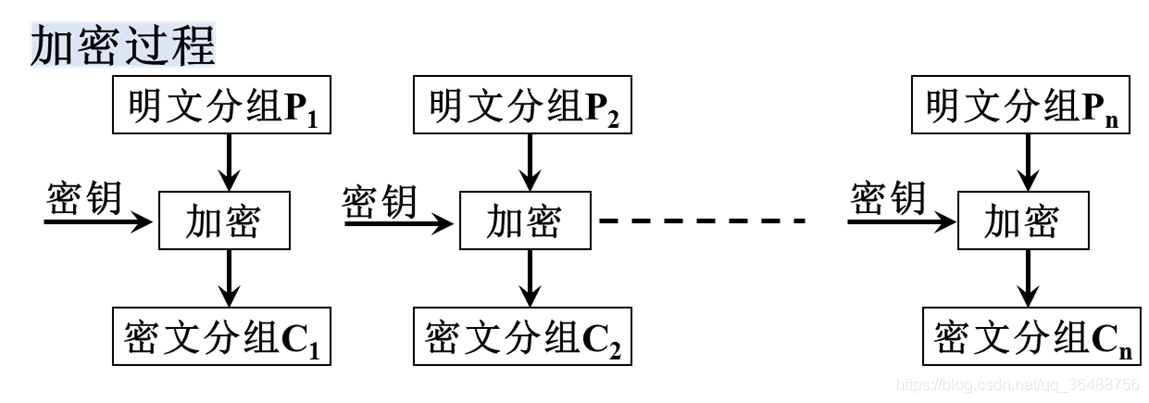 加密过程
明文分组P1 明文分组P2 明文分组Pn
密钥 加密 密钥 加密 密钥 加密
密文分组C1 密文分组C2 密文分组Cn
https://blog.csdn.net/qq_36488756